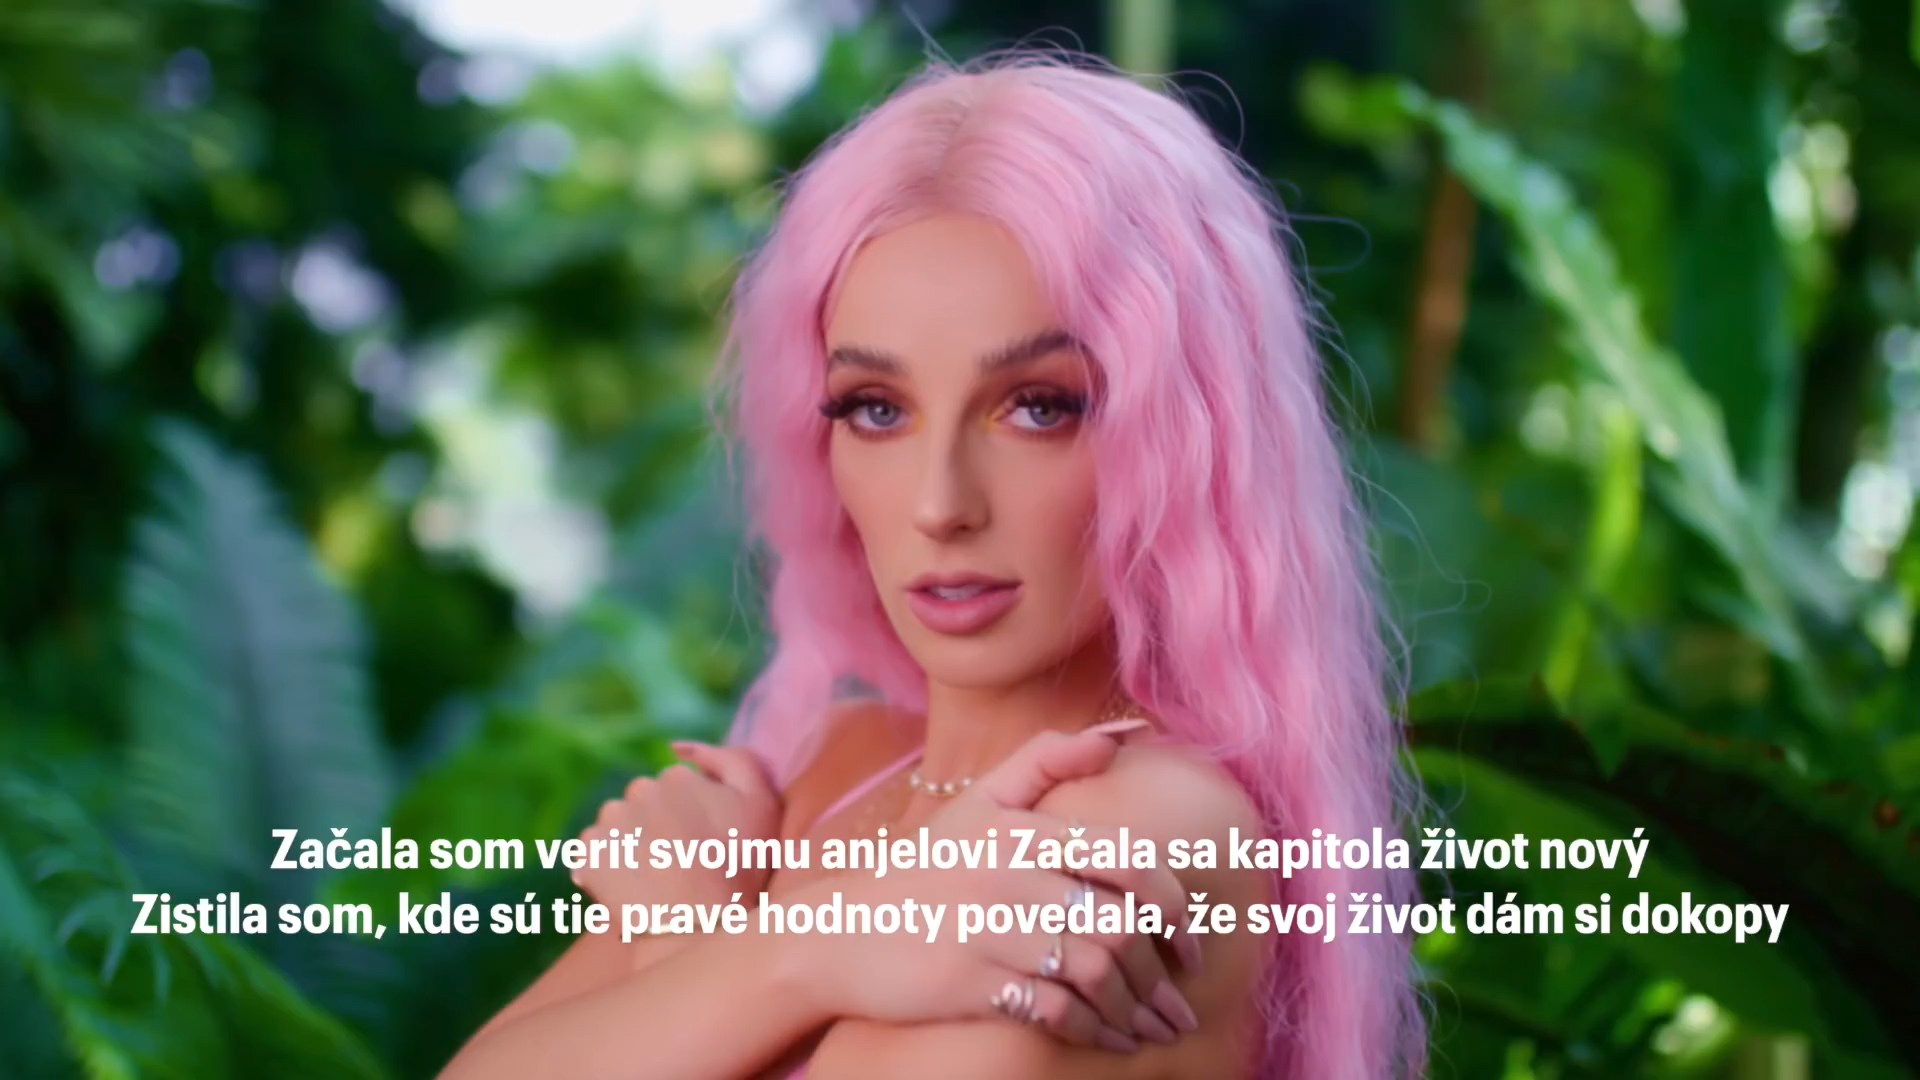 Začala som veriť svojmu anjelovi Začala sa kapitola život nový
Zistila som, kde sú tie pravé hodnoty povedala, že svoj život dám si dokopy